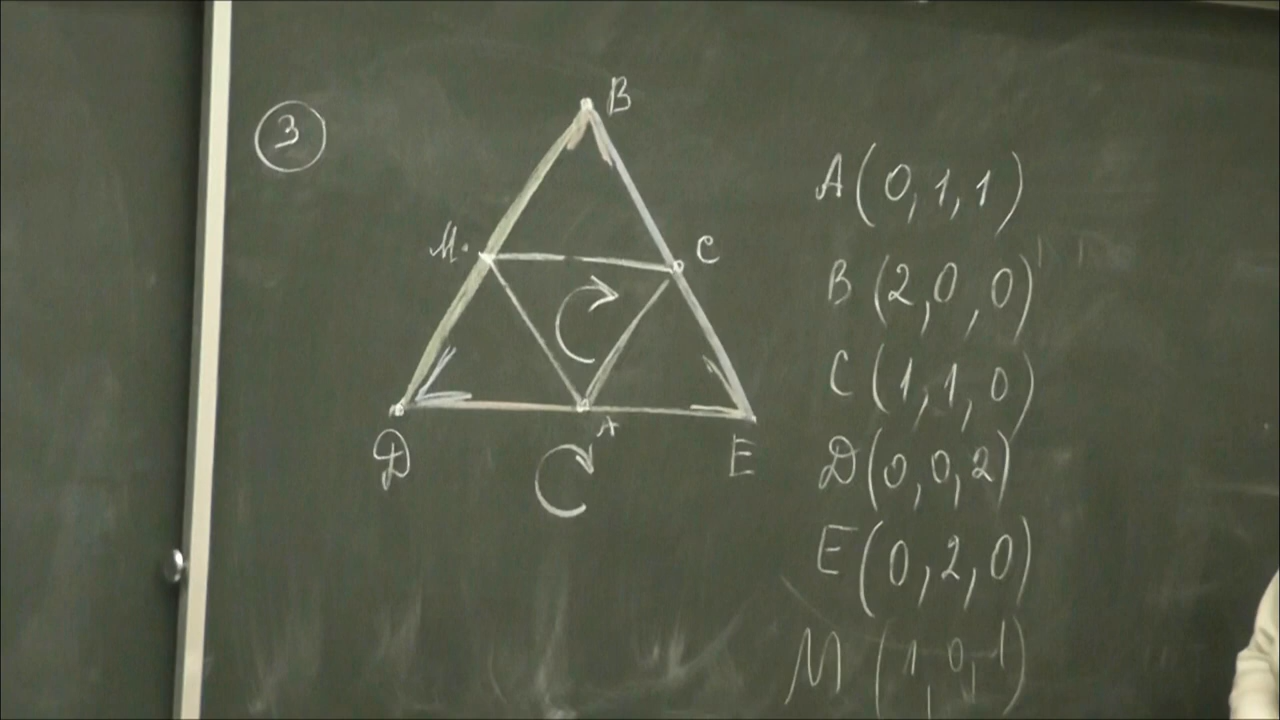 3
B
M.
C
A
D
E
A(0,1,1)
B(2,0,0)
C(1,1,0)
D(0,0,2)
E(0,2,0)
M(1,0,1)